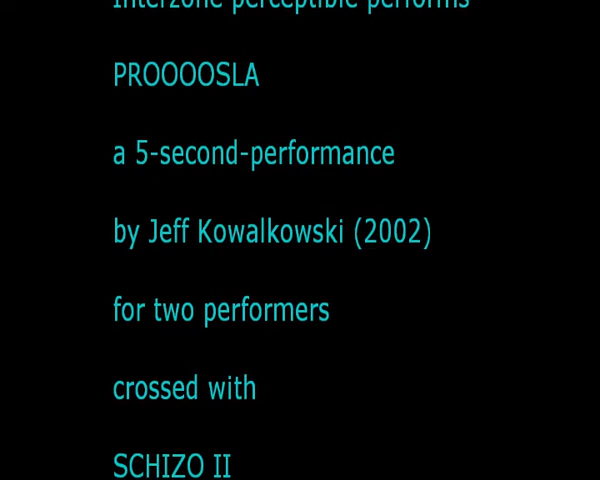 Interzone perceptible performs
PROOOOSLA
a 5-second-performance
by Jeff Kowalkowski (2002)
for two performers
crossed with
SCHIZO II